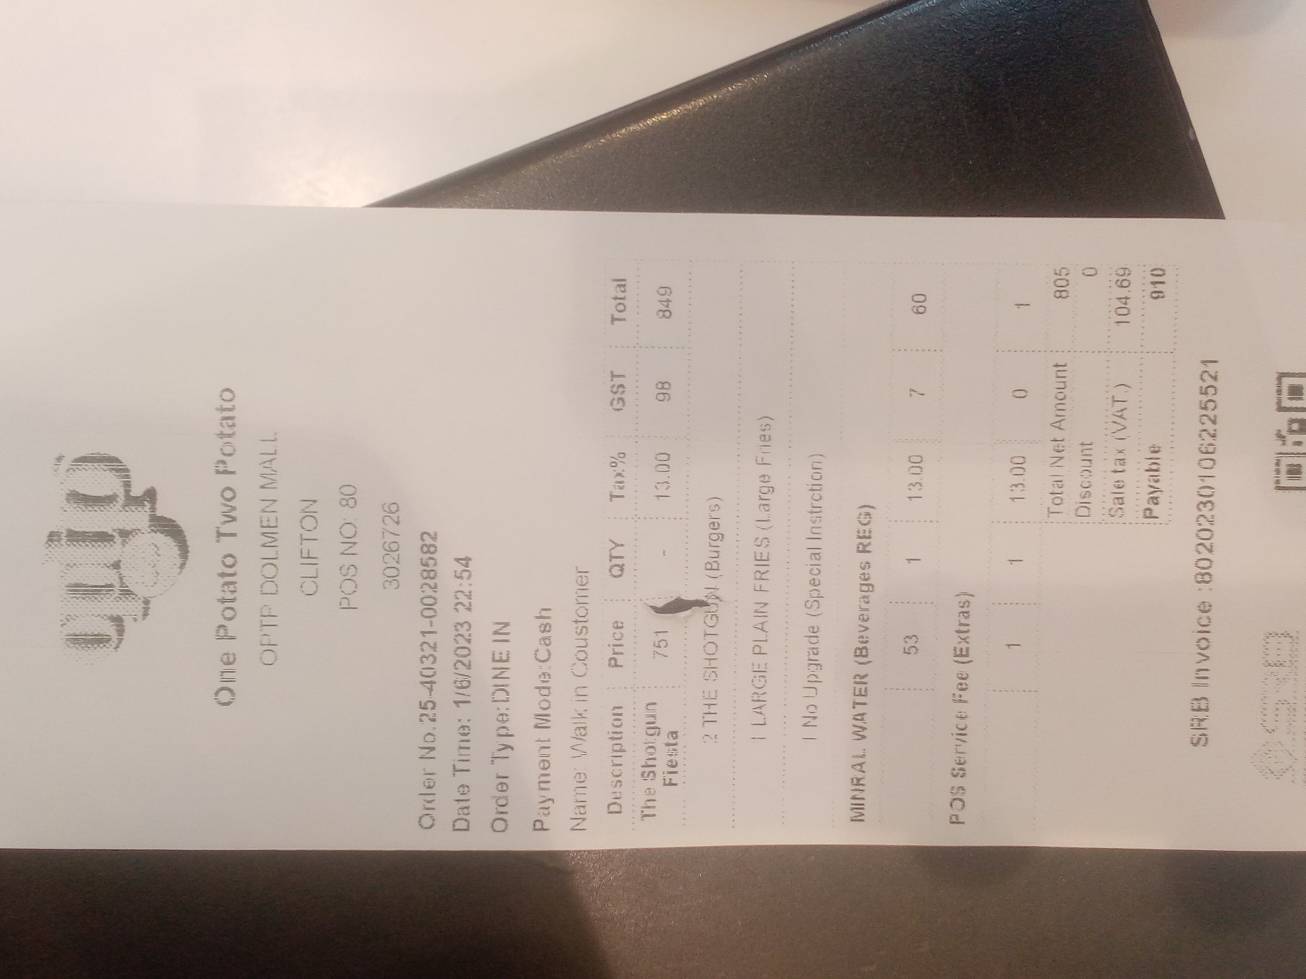 OPTP
One Potato Two Potato
OPTP DOLMEN MALL
CLIFTON
POS NO: 80
3026726
Order No.25-40321-0028582
Date Time: 1/6/2023 22:54
Order Type:DINE IN
Payment Mode:Cash
Name: Walk in Coustomer
Description Price QTY Tax% GST Total
The Shotgun Fiesta 751 - 13.00 98 849
2 THE SHOTGUN (Burgers)
1 LARGE PLAIN FRIES (Large Fries)
1 No Upgrade (Special Instrction)
MINRAL WATER (Beverages REG)
53 1 13.00 7 60
POS Service Fee (Extras)
1 1 13.00 0 1
Total Net Amount 805
Discount 0
Sale tax (VAT.) 104.69
Payable 910
SRB Invoice :8020230106225521
SRB